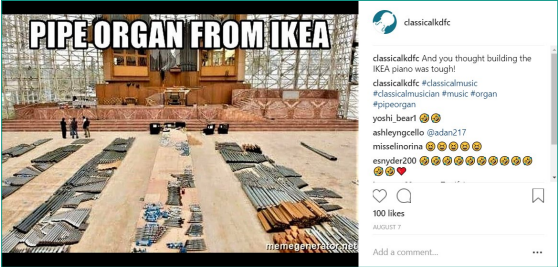 PIPE ORGAN FROM IKEA
memegenerator.net
classicalkdfc
classicalkdfc And you thought building the
IKEA piano was tough!
classicalkdfc #classicalmusic
#classicalmusician #music #organ
#pipeorgan
yoshi_bear1 🤣🤣
ashleyngcello @adan217
misselinorina 😆😆😆😆😆
esnyder200 🤣🤣🤣🤣🤣🤣🤣🤣🤣🤣
🤣🤣❤️
100 likes
AUGUST 7
Add a comment...